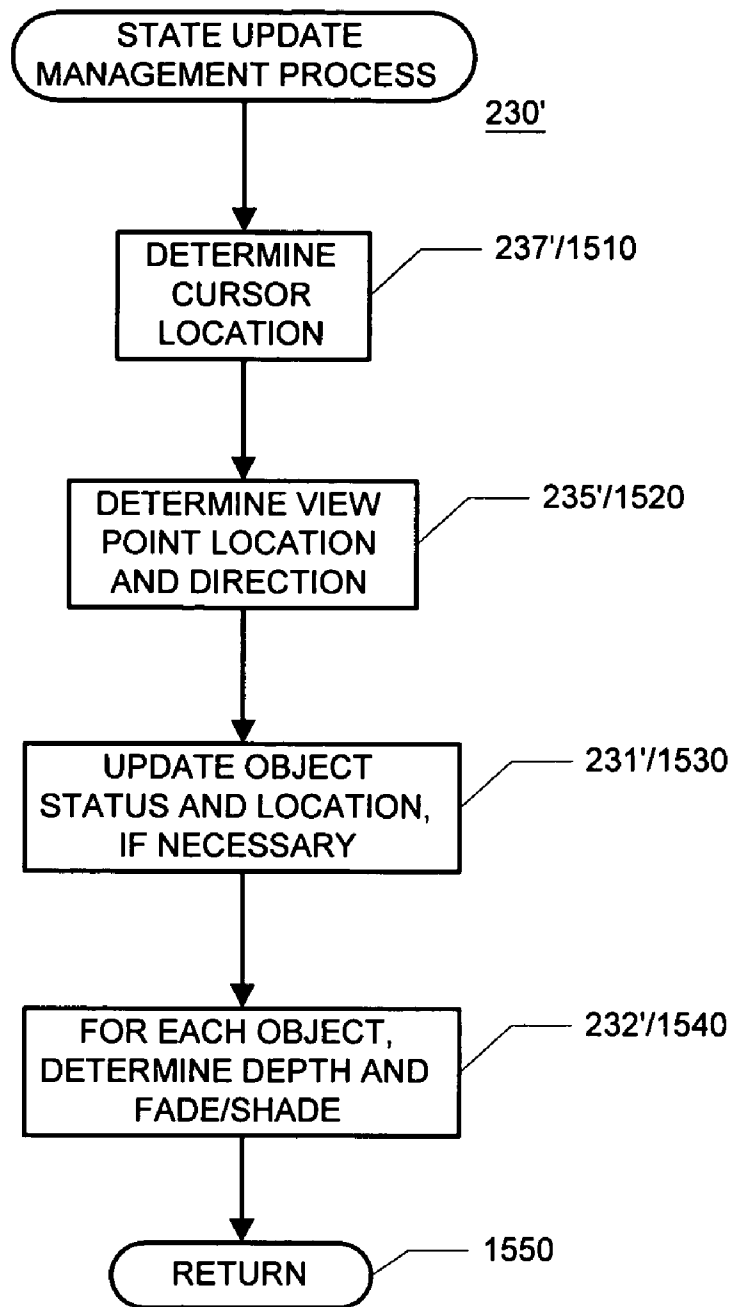 STATE UPDATE
MANAGEMENT PROCESS
230'
DETERMINE
CURSOR
LOCATION
237'/1510
DETERMINE VIEW
POINT LOCATION
AND DIRECTION
235'/1520
UPDATE OBJECT
STATUS AND LOCATION,
IF NECESSARY
231'/1530
FOR EACH OBJECT,
DETERMINE DEPTH AND
FADE/SHADE
232'/1540
RETURN
1550